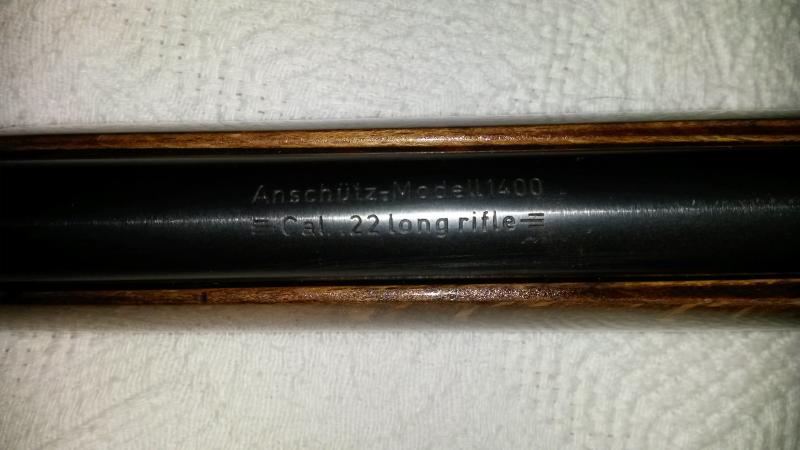 Anschütz-Modell 1400
Cal. .22 long rifle